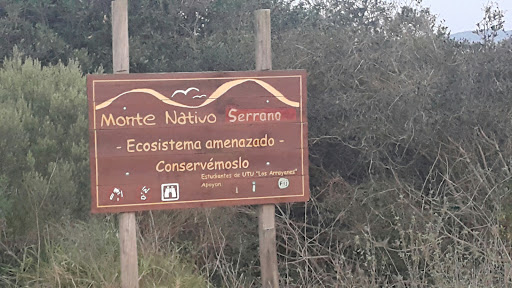 Monte Nativo Serrano
- Ecosistema amenazado -
Conservémoslo
Estudiantes de UTU "Los Arrayanes"
Apoyan